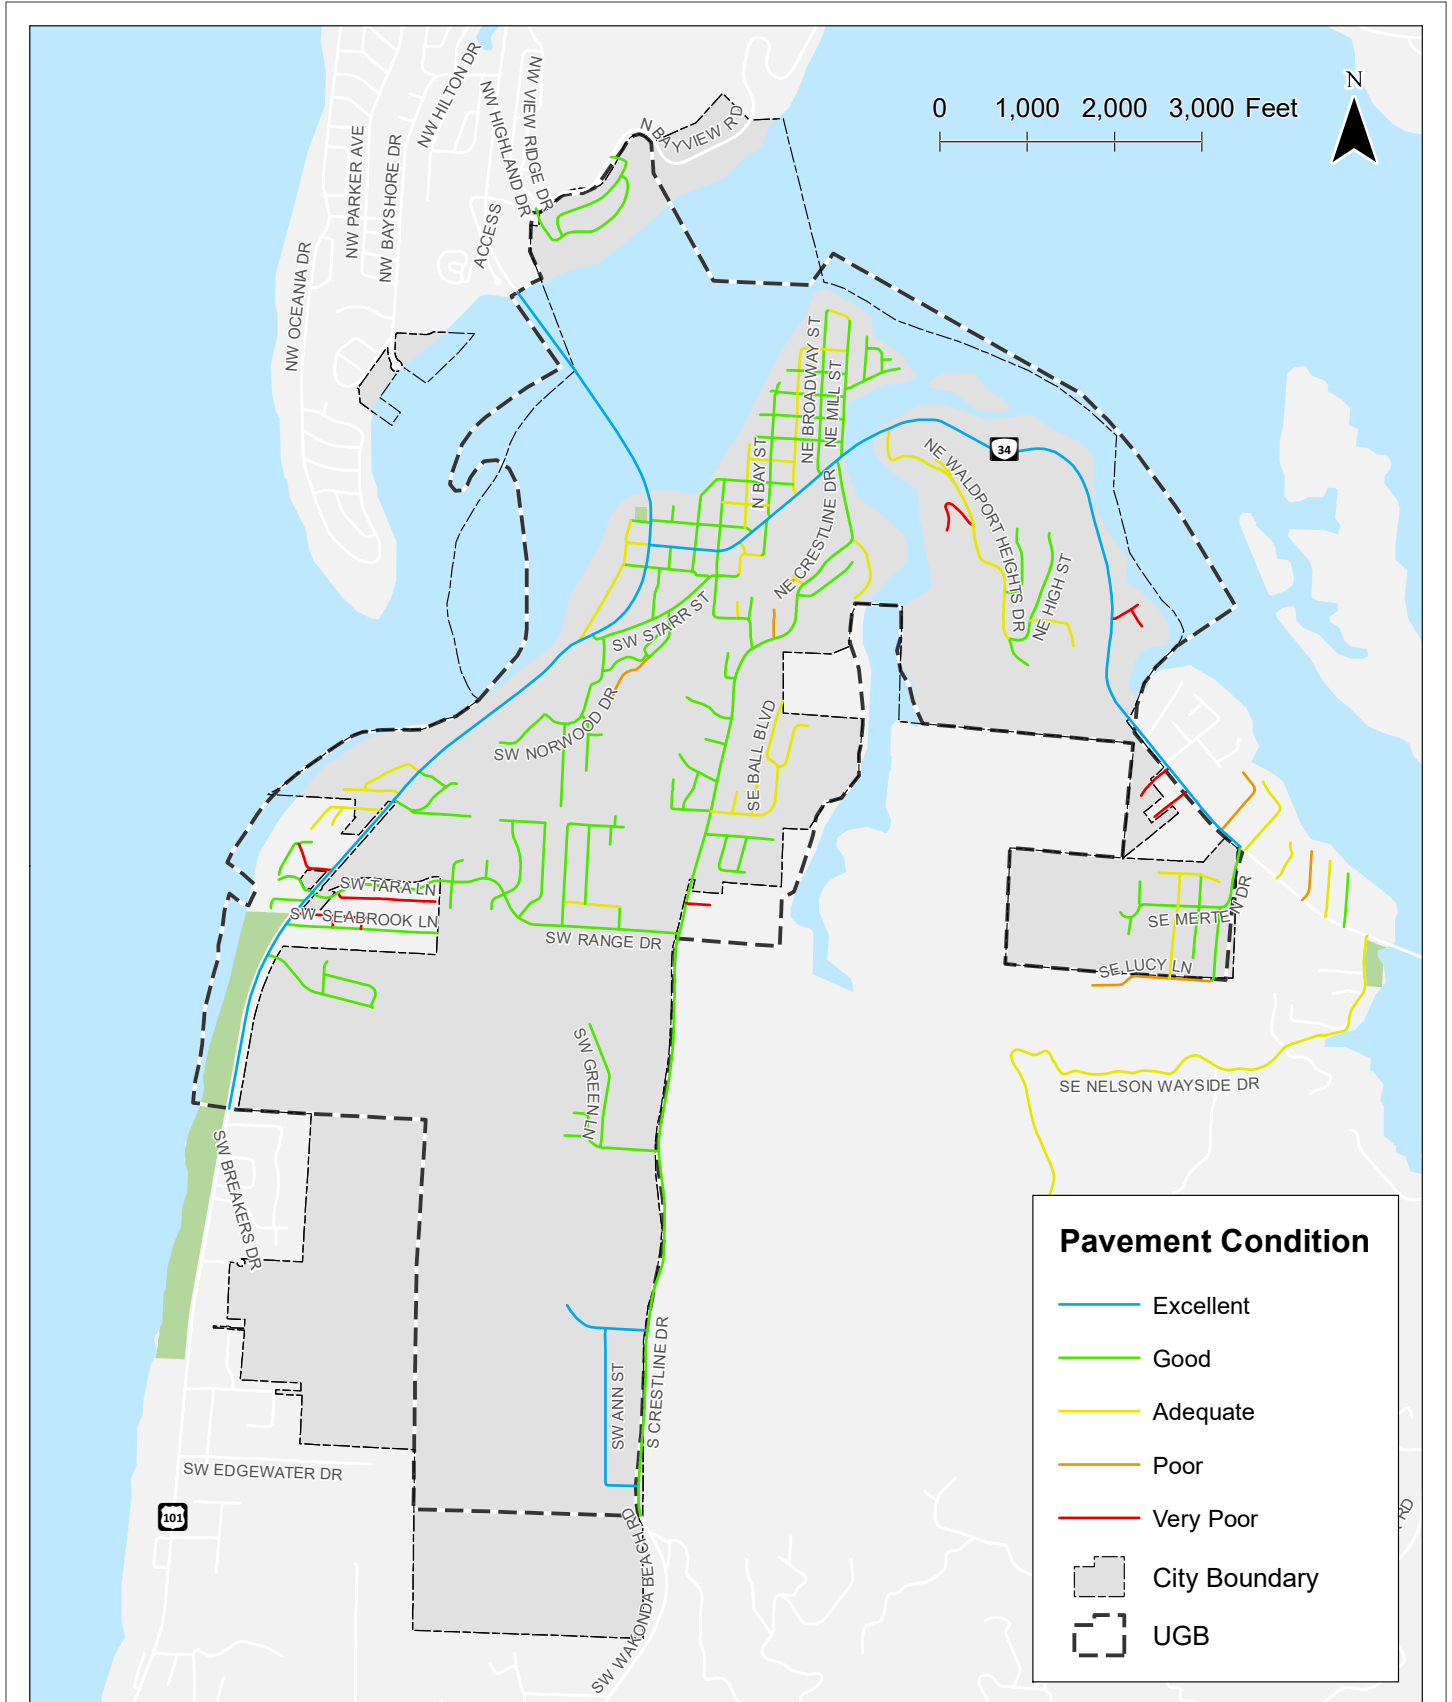 N
0 1,000 2,000 3,000 Feet
NW HILTON DR
NW VIEW RIDGE DR
NW HIGHLAND DR
NW PARKER AVE
NW BAYSHORE DR
N BAYVIEW RD
ACCESS
NW OCEANIA DR
NE BROADWAY ST
NE MILL ST
N BAY ST
34
NE WALDPORT HEIGHTS DR
NE CRESTLINE DR
NE HIGH ST
SW STARR ST
SW NORWOOD DR
SE BALL BLVD
SW TARA LN
SW SEABROOK LN
SW RANGE DR
SE MERTEN DR
SE LUCY LN
SW GREEN LN
SE NELSON WAYSIDE DR
SW BREAKERS DR
SW ANN ST
S CRESTLINE DR
SW EDGEWATER DR
101
SW WAKONDA BEACH RD
RD
Pavement Condition
Excellent
Good
Adequate
Poor
Very Poor
City Boundary
UGB